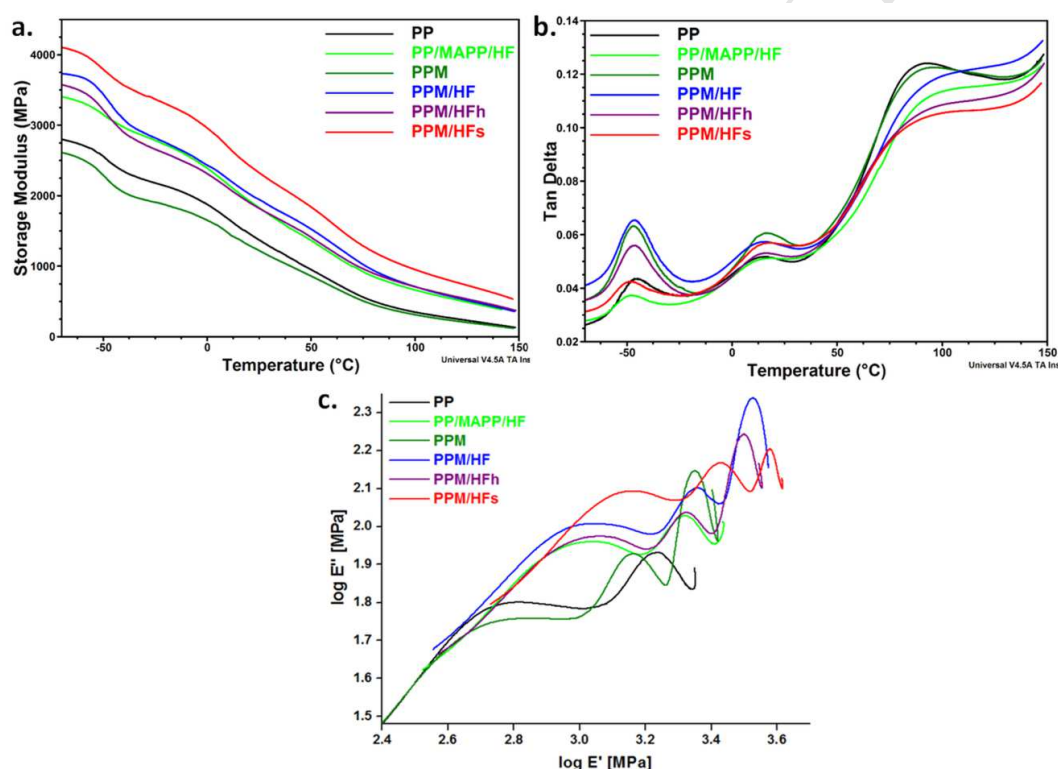 a.
PP
PP/MAPP/HF
PPM
PPM/HF
PPM/HFh
PPM/HFs
Storage Modulus (MPa)
4000
3000
2000
1000
0
-50
0
50
100
150
Temperature (°C)
Universal V4.5A TA Ins
b.
PP
PP/MAPP/HF
PPM
PPM/HF
PPM/HFh
PPM/HFs
Tan Delta
0.14
0.12
0.10
0.08
0.06
0.04
0.02
-50
0
50
100
150
Temperature (°C)
Universal V4.5A TA Ins
c.
PP
PP/MAPP/HF
PPM
PPM/HF
PPM/HFh
PPM/HFs
log E'' [MPa]
2.3
2.2
2.1
2.0
1.9
1.8
1.7
1.6
1.5
2.4
2.6
2.8
3.0
3.2
3.4
3.6
log E' [MPa]